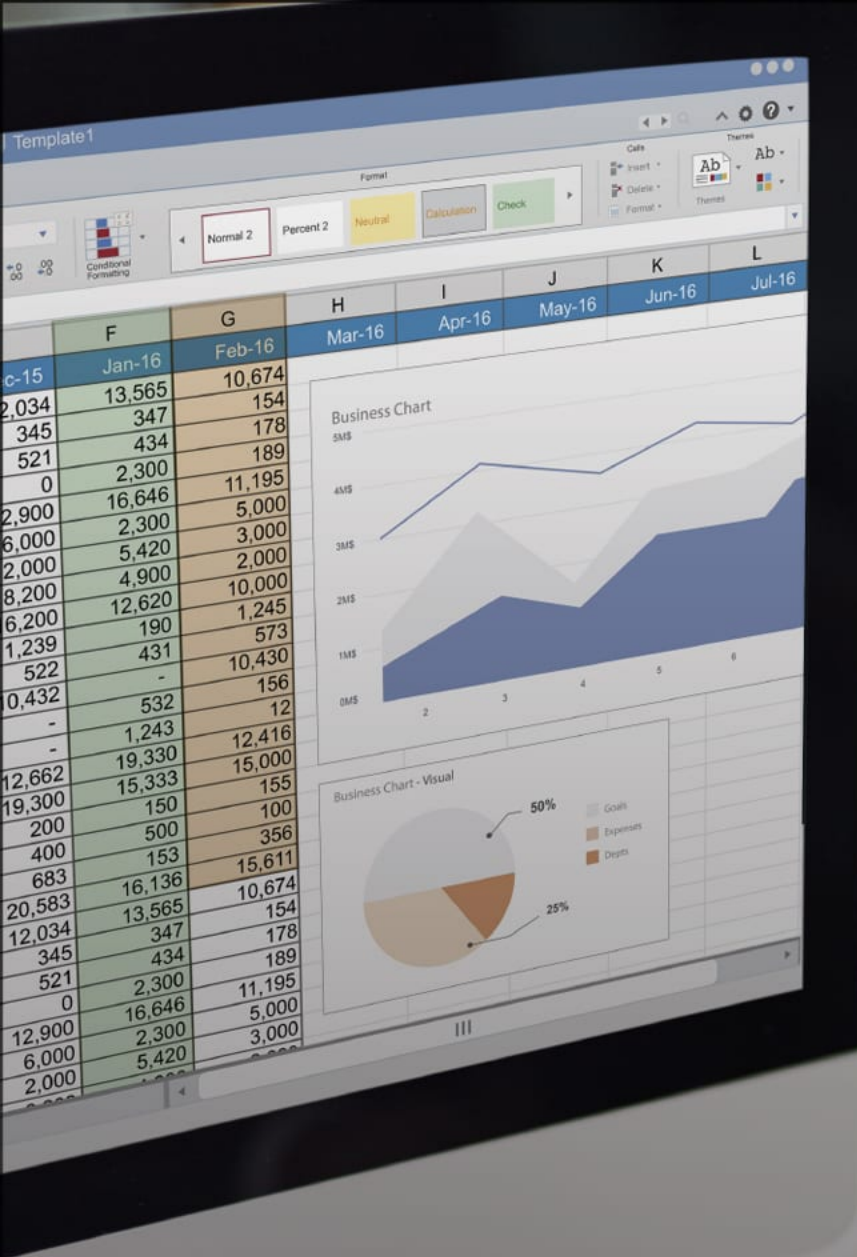 Template1
Format
Cells
Themes
Conditional
Formatting
Normal 2 Percent 2 Neutral Calculation Check
Insert
Delete
Format
Ab
Themes
Ab
F G H I J K L
c-15 Jan-16 Feb-16 Mar-16 Apr-16 May-16 Jun-16 Jul-16
2,034 13,565 10,674
345 347 154
521 434 178
0 2,300 189
2,900 16,646 11,195
6,000 2,300 5,000
2,000 5,420 3,000
8,200 4,900 2,000
6,200 12,620 10,000
1,239 190 1,245
522 431 573
10,432 - 10,430
- 532 156
- 1,243 12
12,662 19,330 12,416
19,300 15,333 15,000
200 150 155
400 500 100
683 153 356
20,583 16,136 15,611
12,034 13,565 10,674
345 347 154
521 434 178
0 2,300 189
12,900 16,646 11,195
6,000 2,300 5,000
2,000 5,420 3,000
Business Chart
5M$
4M$
3M$
2M$
1M$
0M$
2 3 4 5 6
Business Chart - Visual
50%
25%
Goals
Expenses
Depts